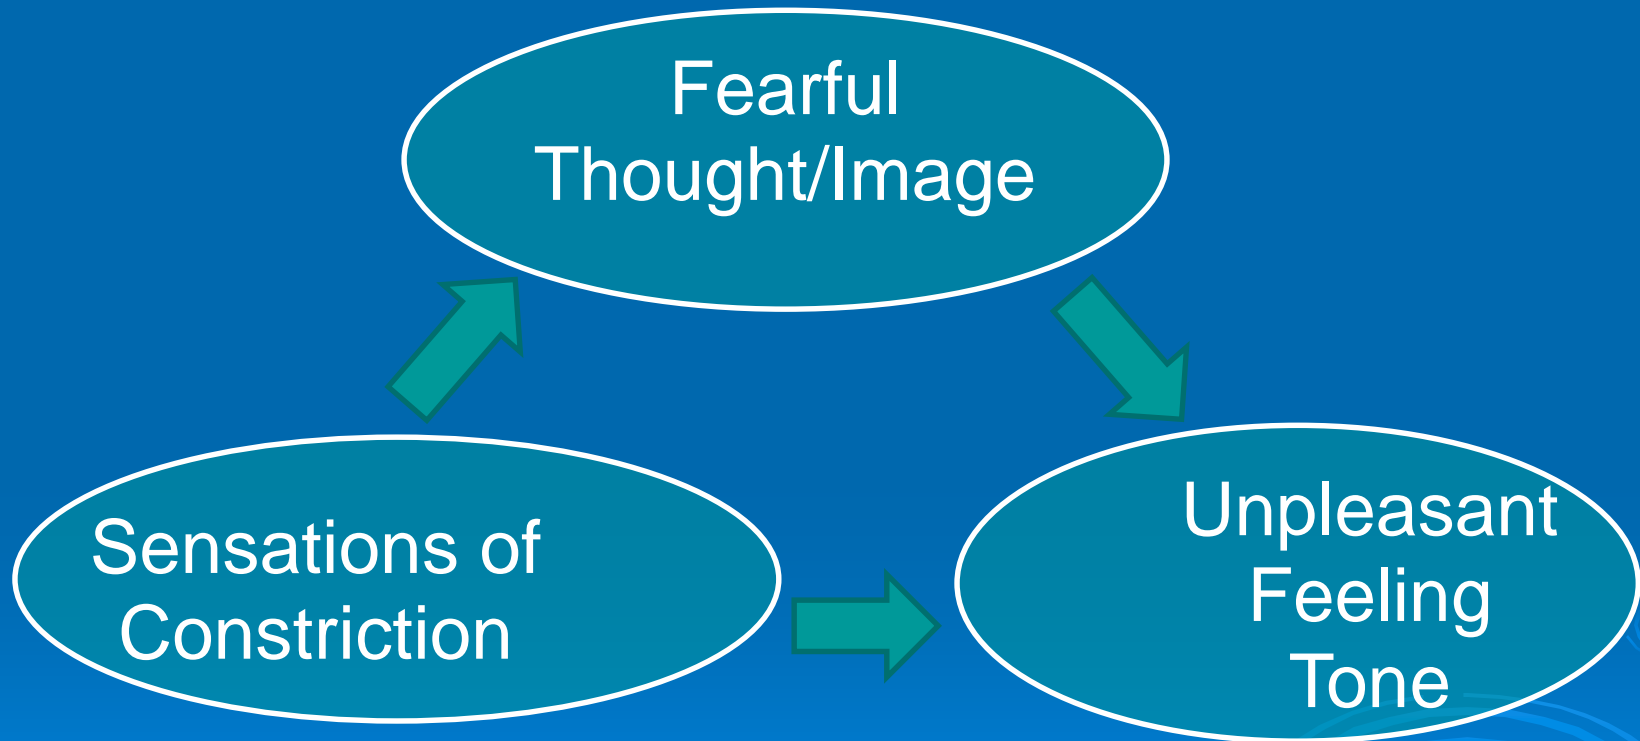 Fearful
Thought/Image
Sensations of
Constriction
Unpleasant
Feeling
Tone